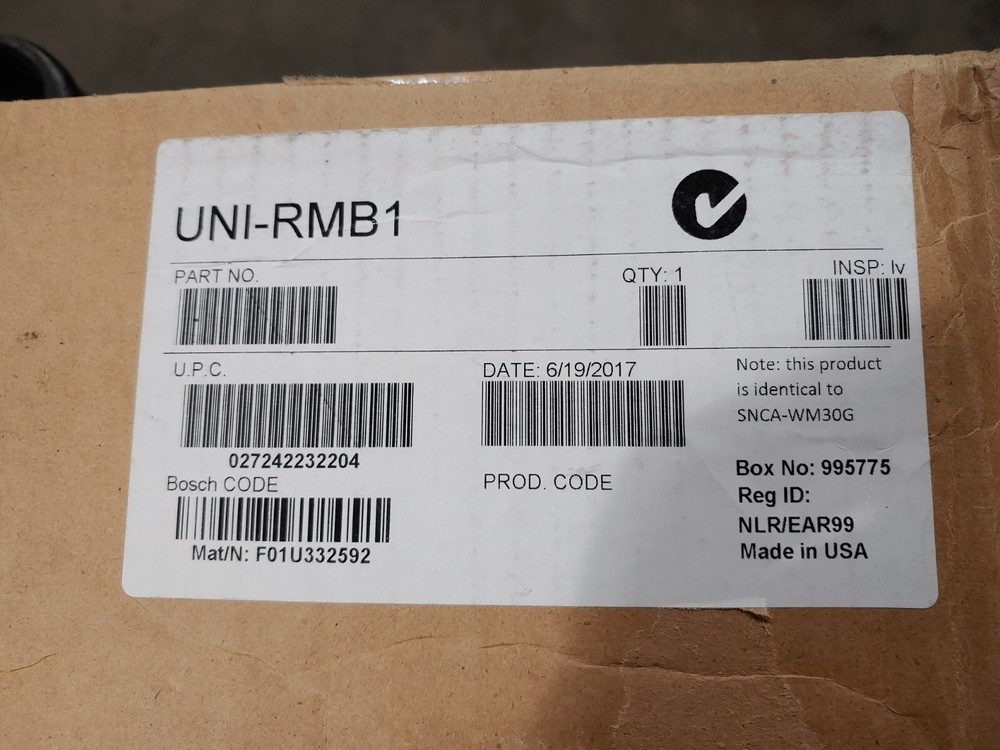 UNI-RMB1
PART NO.
QTY: 1
INSP: lv
U.P.C.
027242232204
DATE: 6/19/2017
Note: this product
is identical to
SNCA-WM30G
Bosch CODE
Mat/N: F01U332592
PROD. CODE
Box No: 995775
Reg ID:
NLR/EAR99
Made in USA